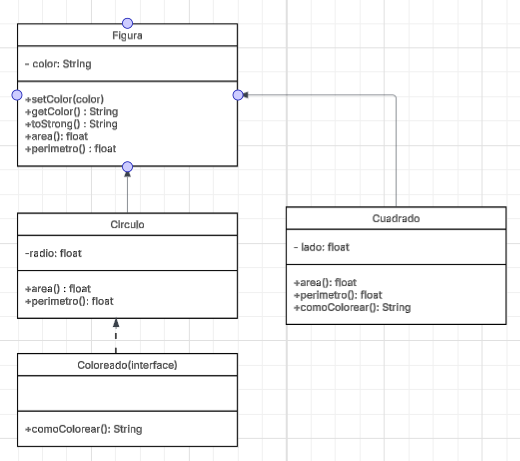 Figura
- color: String
+setColor(color)
+getColor() : String
+toStrong() : String
+area(): float
+perimetro() : float
Circulo
-radio: float
+area() : float
+perimetro(): float
Cuadrado
- lado: float
+area(): float
+perimetro(): float
+comoColorear(): String
Coloreado(interface)
+comoColorear(): String